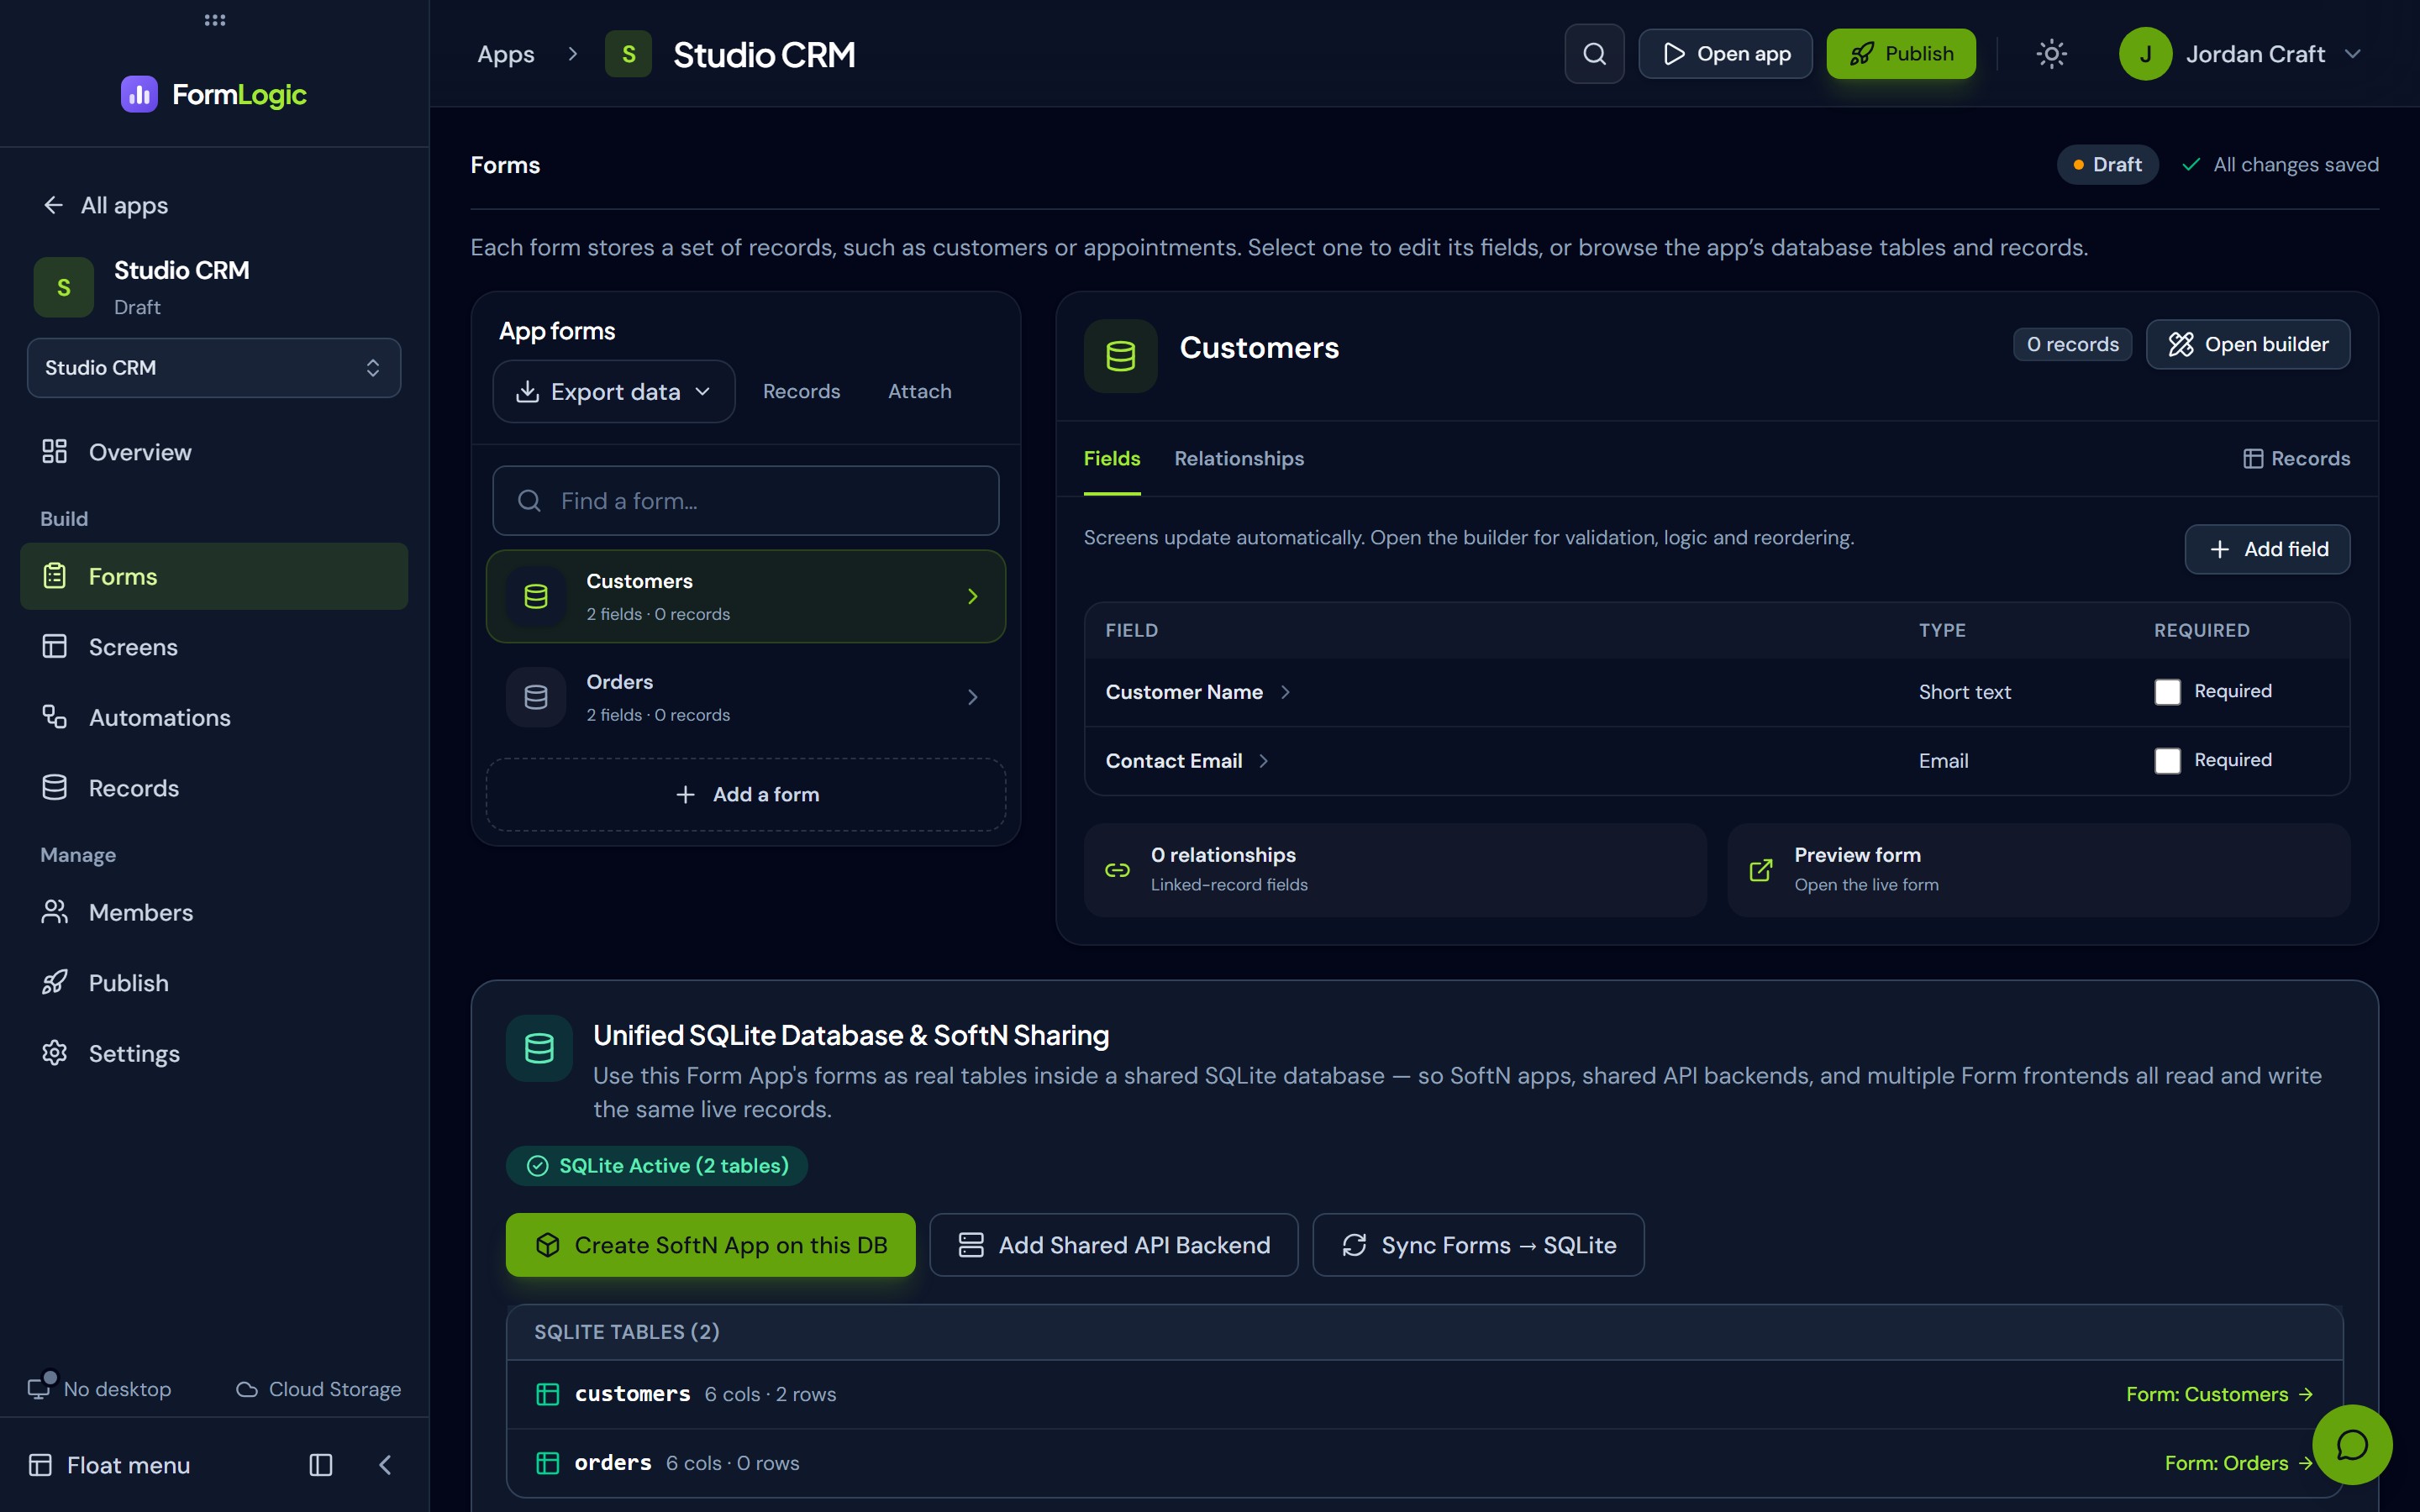 FormLogic
All apps
S
Studio CRM
Draft
Studio CRM
Overview
Build
Forms
Screens
Automations
Records
Manage
Members
Publish
Settings
No desktop
Cloud Storage
Float menu
Apps
S
Studio CRM
Open app
Publish
J
Jordan Craft
Forms
Draft
All changes saved
Each form stores a set of records, such as customers or appointments. Select one to edit its fields, or browse the app’s database tables and records.
App forms
Export data
Records
Attach
Find a form...
Customers
2 fields · 0 records
Orders
2 fields · 0 records
Add a form
Customers
0 records
Open builder
Fields
Relationships
Records
Screens update automatically. Open the builder for validation, logic and reordering.
Add field
FIELD TYPE REQUIRED
Customer Name Short text Required
Contact Email Email Required
0 relationships
Linked-record fields
Preview form
Open the live form
Unified SQLite Database & SoftN Sharing
Use this Form App's forms as real tables inside a shared SQLite database — so SoftN apps, shared API backends, and multiple Form frontends all read and write
the same live records.
SQLite Active (2 tables)
Create SoftN App on this DB
Add Shared API Backend
Sync Forms → SQLite
SQLITE TABLES (2)
customers 6 cols · 2 rows Form: Customers →
orders 6 cols · 0 rows Form: Orders →